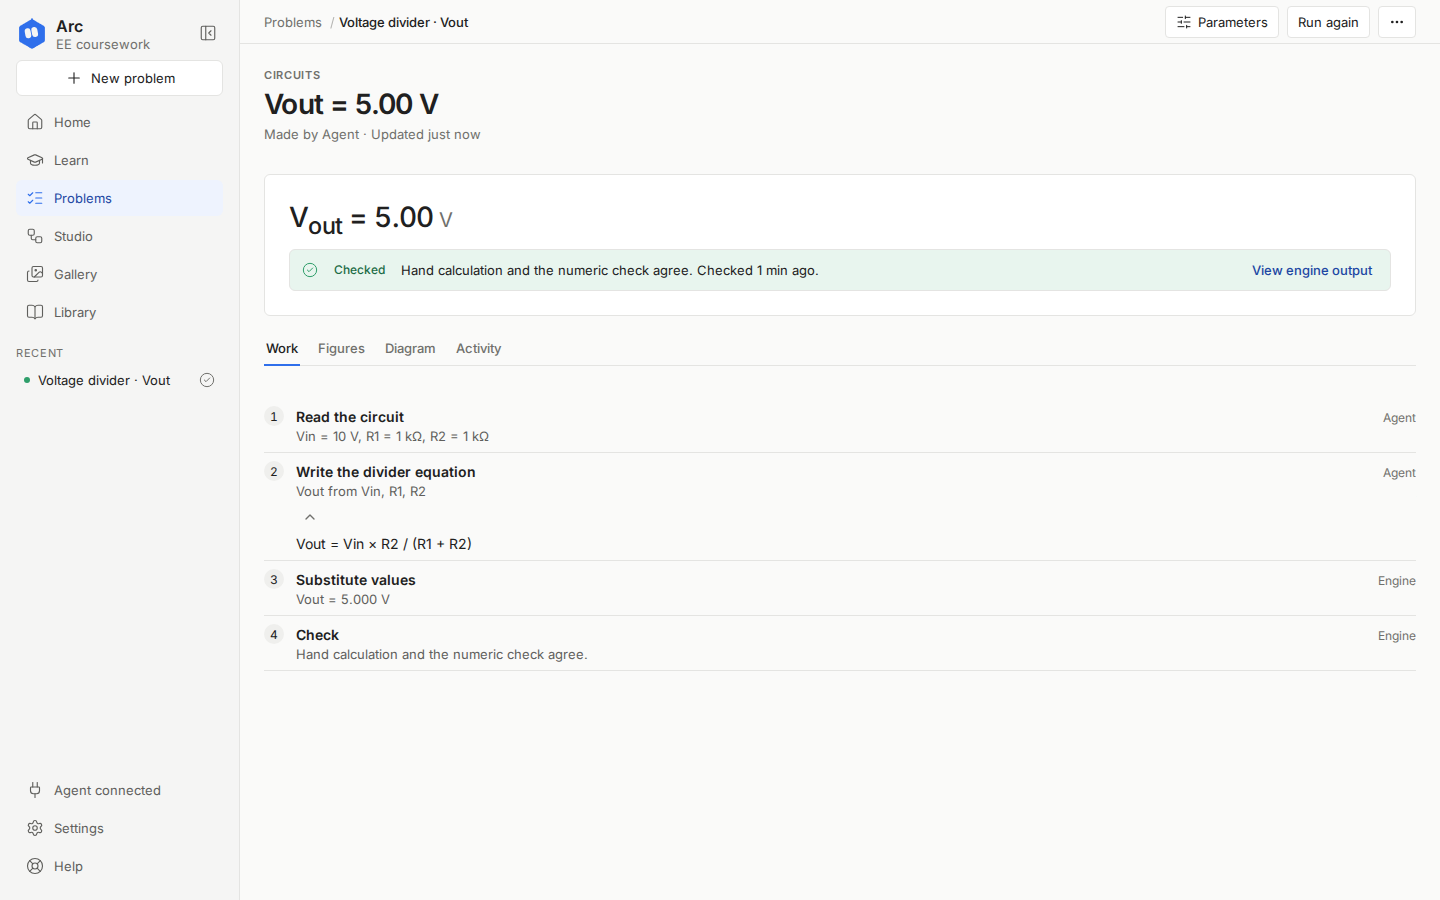 Arc
EE coursework
New problem
Home
Learn
Problems
Studio
Gallery
Library
RECENT
Voltage divider · Vout
Agent connected
Settings
Help
Problems / Voltage divider · Vout
Parameters
Run again
CIRCUITS
Vout = 5.00 V
Made by Agent · Updated just now
Vout = 5.00 V
Checked Hand calculation and the numeric check agree. Checked 1 min ago. View engine output
Work Figures Diagram Activity
1 Read the circuit Agent
Vin = 10 V, R1 = 1 kΩ, R2 = 1 kΩ
2 Write the divider equation Agent
Vout from Vin, R1, R2
Vout = Vin × R2 / (R1 + R2)
3 Substitute values Engine
Vout = 5.000 V
4 Check Engine
Hand calculation and the numeric check agree.